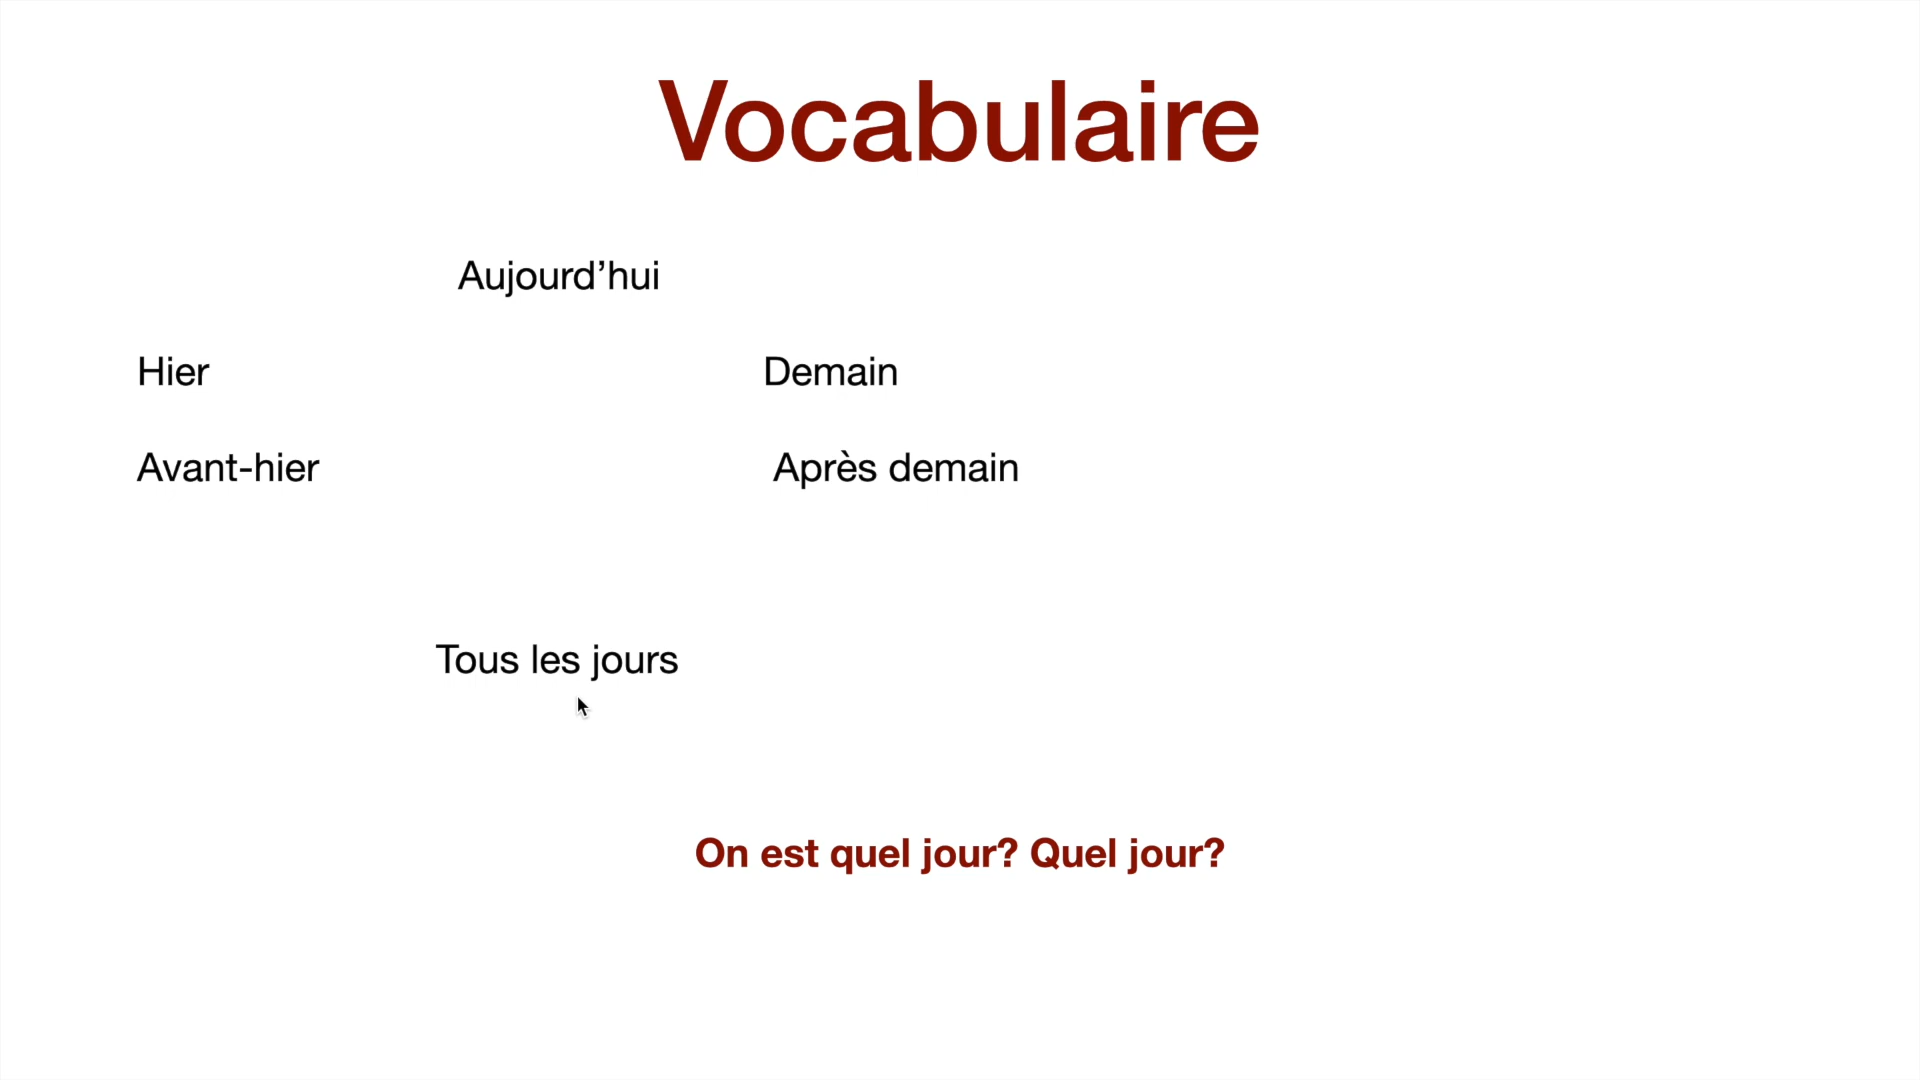 Vocabulaire
Aujourd’hui
Hier Demain
Avant-hier Après demain
Tous les jours
On est quel jour? Quel jour?